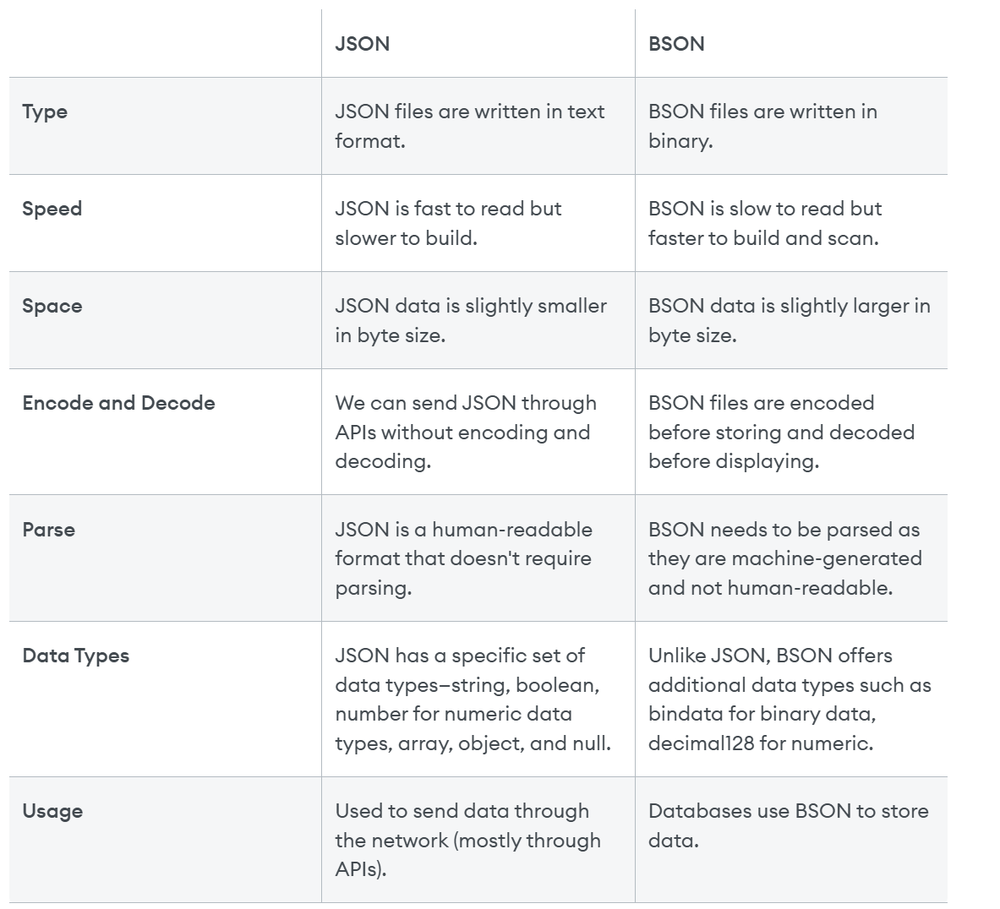 JSON
BSON
Type
JSON files are written in text
format.
BSON files are written in
binary.
Speed
JSON is fast to read but
slower to build.
BSON is slow to read but
faster to build and scan.
Space
JSON data is slightly smaller
in byte size.
BSON data is slightly larger in
byte size.
Encode and Decode
We can send JSON through
APIs without encoding and
decoding.
BSON files are encoded
before storing and decoded
before displaying.
Parse
JSON is a human-readable
format that doesn't require
parsing.
BSON needs to be parsed as
they are machine-generated
and not human-readable.
Data Types
JSON has a specific set of
data types—string, boolean,
number for numeric data
types, array, object, and null.
Unlike JSON, BSON offers
additional data types such as
bindata for binary data,
decimal128 for numeric.
Usage
Used to send data through
the network (mostly through
APIs).
Databases use BSON to store
data.